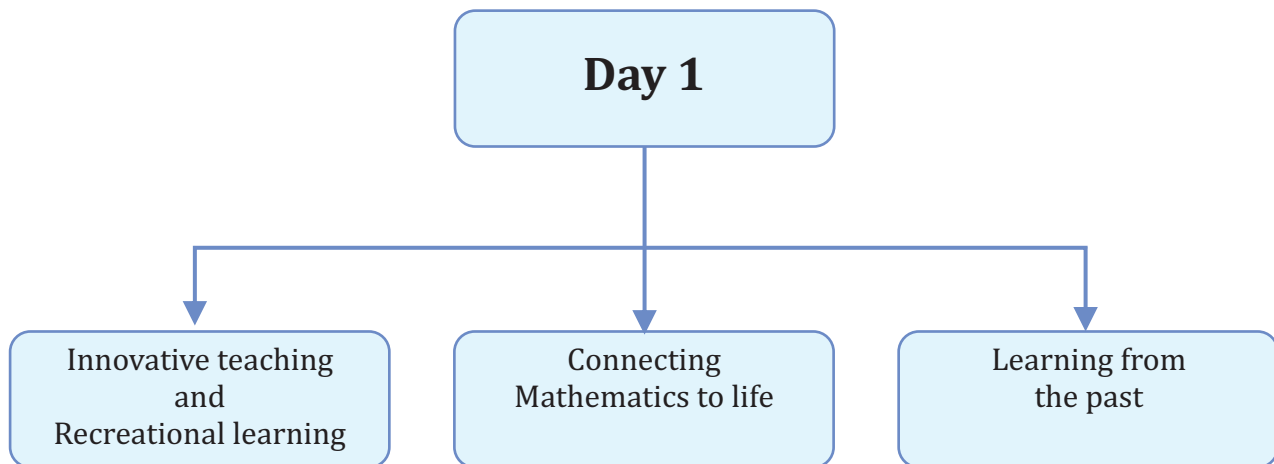 Day 1
Innovative teaching
and
Recreational learning
Connecting
Mathematics to life
Learning from
the past